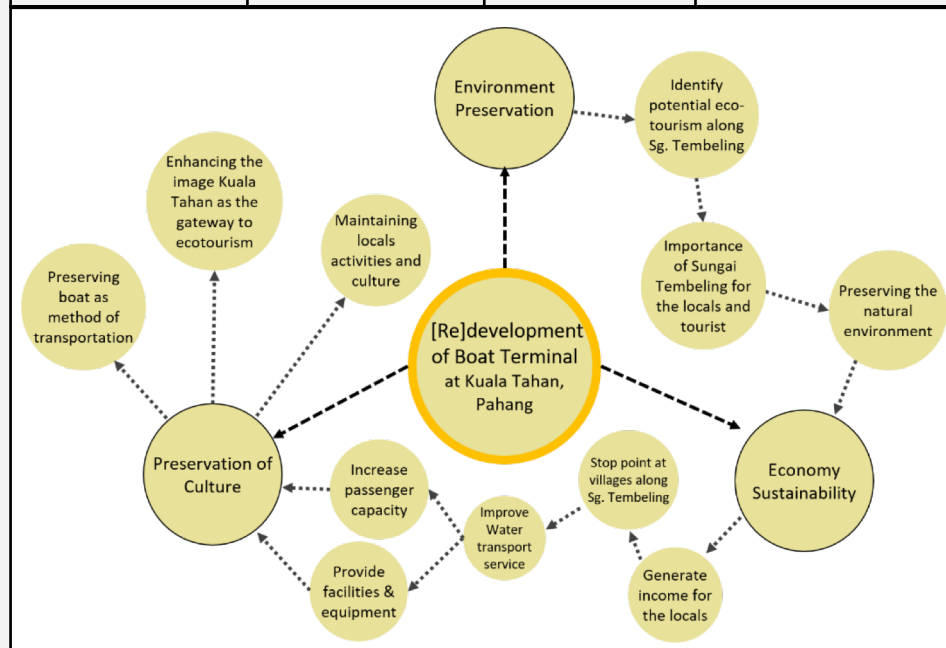 Environment
Preservation
Identify
potential eco-
tourism along
Sg. Tembeling
Enhancing the
image Kuala
Tahan as the
gateway to
ecotourism
Maintaining
locals
activities and
culture
Preserving
boat as
method of
transportation
Importance
of Sungai
Tembeling for
the locals and
tourist
Preserving the
natural
environment
[Re]development
of Boat Terminal
at Kuala Tahan,
Pahang
Preservation of
Culture
Increase
passenger
capacity
Improve
Water
transport
service
Stop point at
villages along
Sg. Tembeling
Economy
Sustainability
Provide
facilities &
equipment
Generate
income for
the locals